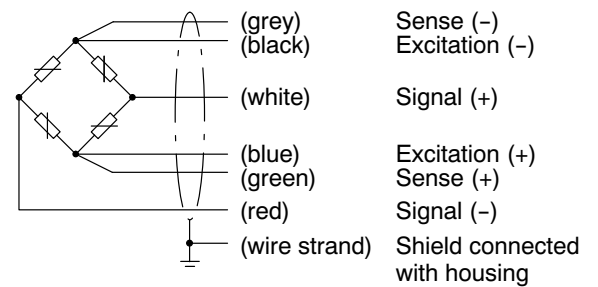 (grey) Sense (–)
(black) Excitation (–)
(white) Signal (+)
(blue) Excitation (+)
(green) Sense (+)
(red) Signal (–)
(wire strand) Shield connected
with housing